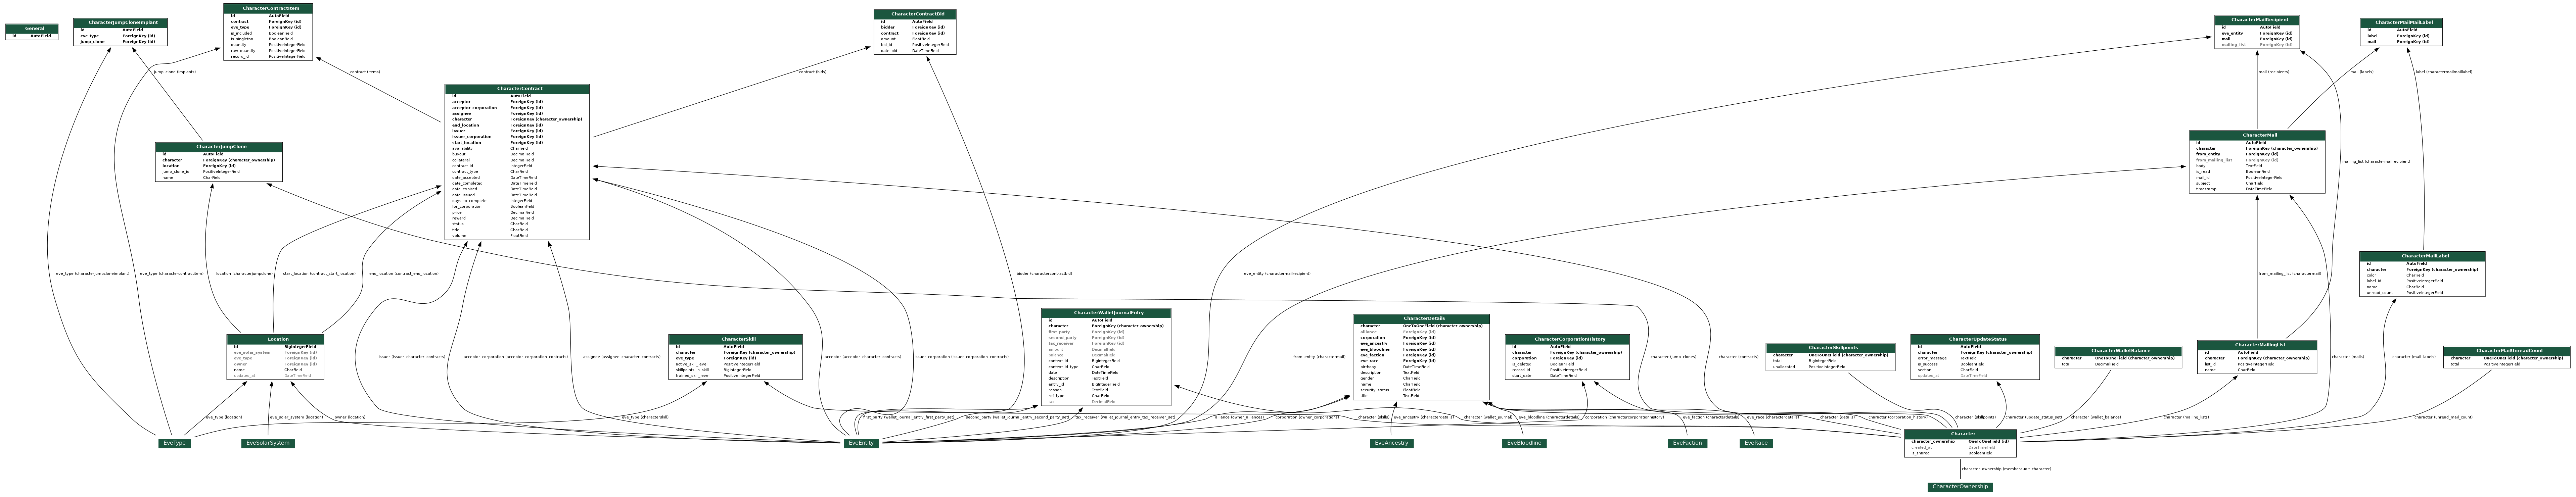 General
id AutoField
CharacterJumpCloneImplant
id AutoField
eve_type ForeignKey (id)
jump_clone ForeignKey (id)
CharacterContractItem
id AutoField
contract ForeignKey (id)
eve_type ForeignKey (id)
is_included BooleanField
is_singleton BooleanField
quantity PositiveIntegerField
raw_quantity PositiveIntegerField
record_id PositiveIntegerField
CharacterContractBid
id AutoField
bidder ForeignKey (id)
contract ForeignKey (id)
amount FloatField
bid_id PositiveIntegerField
date_bid DateTimeField
CharacterMailRecipient
id AutoField
eve_entity ForeignKey (id)
mail ForeignKey (id)
mailing_list ForeignKey (id)
CharacterMailMailLabel
id AutoField
label ForeignKey (id)
mail ForeignKey (id)
jump_clone (implants)
contract (items)
contract (bids)
mail (recipients)
mail (labels)
label (charactermailmaillabel)
CharacterContract
id AutoField
acceptor ForeignKey (id)
acceptor_corporation ForeignKey (id)
assignee ForeignKey (id)
character ForeignKey (character_ownership)
end_location ForeignKey (id)
issuer ForeignKey (id)
issuer_corporation ForeignKey (id)
start_location ForeignKey (id)
availability CharField
buyout DecimalField
collateral DecimalField
contract_id IntegerField
contract_type CharField
date_accepted DateTimeField
date_completed DateTimeField
date_expired DateTimeField
date_issued DateTimeField
days_to_complete IntegerField
for_corporation BooleanField
price DecimalField
reward DecimalField
status CharField
title CharField
volume FloatField
CharacterJumpClone
id AutoField
character ForeignKey (character_ownership)
location ForeignKey (id)
jump_clone_id PositiveIntegerField
name CharField
CharacterMail
id AutoField
character ForeignKey (character_ownership)
from_entity ForeignKey (id)
from_mailing_list ForeignKey (id)
body TextField
is_read BooleanField
mail_id PositiveIntegerField
subject CharField
timestamp DateTimeField
mailing_list (charactermailrecipient)
CharacterMailLabel
id AutoField
character ForeignKey (character_ownership)
color CharField
label_id PositiveIntegerField
name CharField
unread_count PositiveIntegerField
eve_type (characterjumpcloneimplant)
eve_type (charactercontractitem)
location (characterjumpclone)
start_location (contract_start_location)
end_location (contract_end_location)
bidder (charactercontractbid)
eve_entity (charactermailrecipient)
from_mailing_list (charactermail)
Location
id BigIntegerField
eve_solar_system ForeignKey (id)
eve_type ForeignKey (id)
owner ForeignKey (id)
name CharField
updated_at DateTimeField
issuer (issuer_character_contracts)
acceptor_corporation (acceptor_corporation_contracts)
assignee (assignee_character_contracts)
CharacterSkill
id AutoField
character ForeignKey (character_ownership)
eve_type ForeignKey (id)
active_skill_level PositiveIntegerField
skillpoints_in_skill BigIntegerField
trained_skill_level PositiveIntegerField
acceptor (acceptor_character_contracts)
issuer_corporation (issuer_corporation_contracts)
CharacterWalletJournalEntry
id AutoField
character ForeignKey (character_ownership)
first_party ForeignKey (id)
second_party ForeignKey (id)
tax_receiver ForeignKey (id)
amount DecimalField
balance DecimalField
context_id BigIntegerField
context_id_type CharField
date DateTimeField
description TextField
entry_id BigIntegerField
reason TextField
ref_type CharField
tax DecimalField
from_entity (charactermail)
CharacterDetails
character OneToOneField (character_ownership)
alliance ForeignKey (id)
corporation ForeignKey (id)
eve_ancestry ForeignKey (id)
eve_bloodline ForeignKey (id)
eve_faction ForeignKey (id)
eve_race ForeignKey (id)
birthday DateTimeField
description TextField
gender CharField
name CharField
security_status FloatField
title TextField
CharacterCorporationHistory
id AutoField
character ForeignKey (character_ownership)
corporation ForeignKey (id)
is_deleted BooleanField
record_id PositiveIntegerField
start_date DateTimeField
character (jump_clones)
character (contracts)
CharacterSkillpoints
character OneToOneField (character_ownership)
total BigIntegerField
unallocated PositiveIntegerField
CharacterUpdateStatus
id AutoField
character ForeignKey (character_ownership)
error_message TextField
is_success BooleanField
section CharField
updated_at DateTimeField
CharacterWalletBalance
character OneToOneField (character_ownership)
total DecimalField
CharacterMailingList
id AutoField
character ForeignKey (character_ownership)
list_id PositiveIntegerField
name CharField
character (mails)
character (mail_labels)
CharacterMailUnreadCount
character OneToOneField (character_ownership)
total PositiveIntegerField
eve_type (location)
eve_solar_system (location)
owner (location)
eve_type (characterskill)
first_party (wallet_journal_entry_first_party_set)
second_party (wallet_journal_entry_second_party_set)
tax_receiver (wallet_journal_entry_tax_receiver_set)
alliance (owner_alliances)
corporation (owner_corporations)
character (skills)
eve_ancestry (characterdetails)
character (wallet_journal)
eve_bloodline (characterdetails)
corporation (charactercorporationhistory)
eve_faction (characterdetails)
eve_race (characterdetails)
character (details)
character (corporation_history)
character (skillpoints)
character (update_status_set)
character (wallet_balance)
character (mailing_lists)
character (unread_mail_count)
EveType
EveSolarSystem
EveEntity
EveAncestry
EveBloodline
EveFaction
EveRace
Character
character_ownership OneToOneField (id)
created_at DateTimeField
is_shared BooleanField
character_ownership (memberaudit_character)
CharacterOwnership